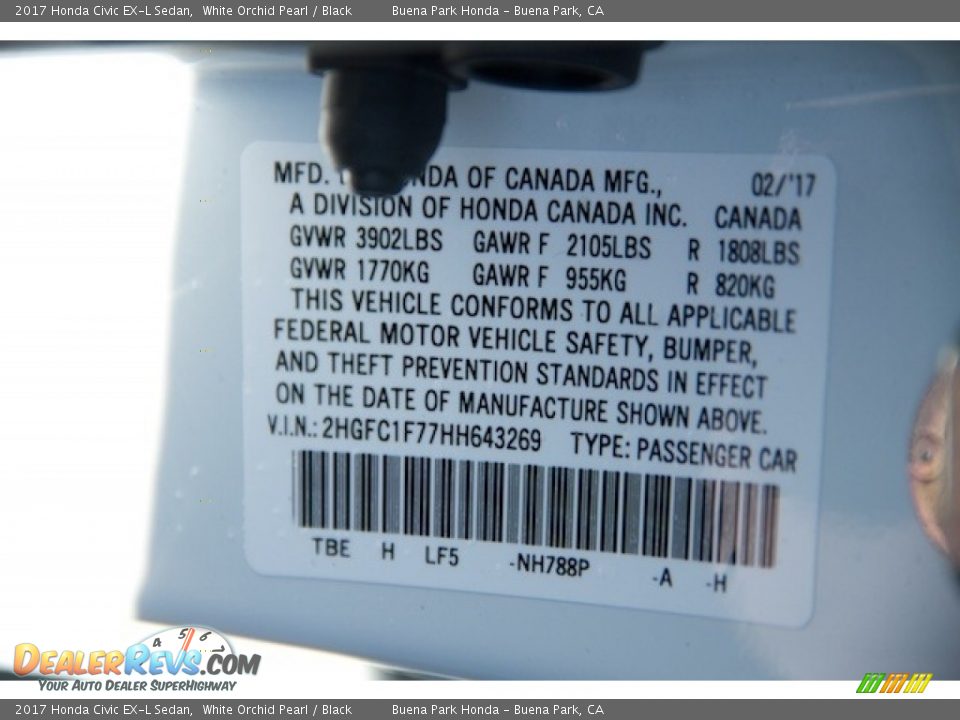 2017 Honda Civic EX-L Sedan, White Orchid Pearl / Black Buena Park Honda - Buena Park, CA
MFD. NDA OF CANADA MFG., 02/'17
A DIVISION OF HONDA CANADA INC. CANADA
GVWR 3902LBS GAWR F 2105LBS R 1808LBS
GVWR 1770KG GAWR F 955KG R 820KG
THIS VEHICLE CONFORMS TO ALL APPLICABLE
FEDERAL MOTOR VEHICLE SAFETY, BUMPER,
AND THEFT PREVENTION STANDARDS IN EFFECT
ON THE DATE OF MANUFACTURE SHOWN ABOVE.
V.I.N.: 2HGFC1F77HH643269 TYPE: PASSENGER CAR
TBE H LF5 -NH788P -A -H
4 5 6
DEALERREVS.COM
YOUR AUTO DEALER SUPERHIGHWAY
2017 Honda Civic EX-L Sedan, White Orchid Pearl / Black Buena Park Honda - Buena Park, CA